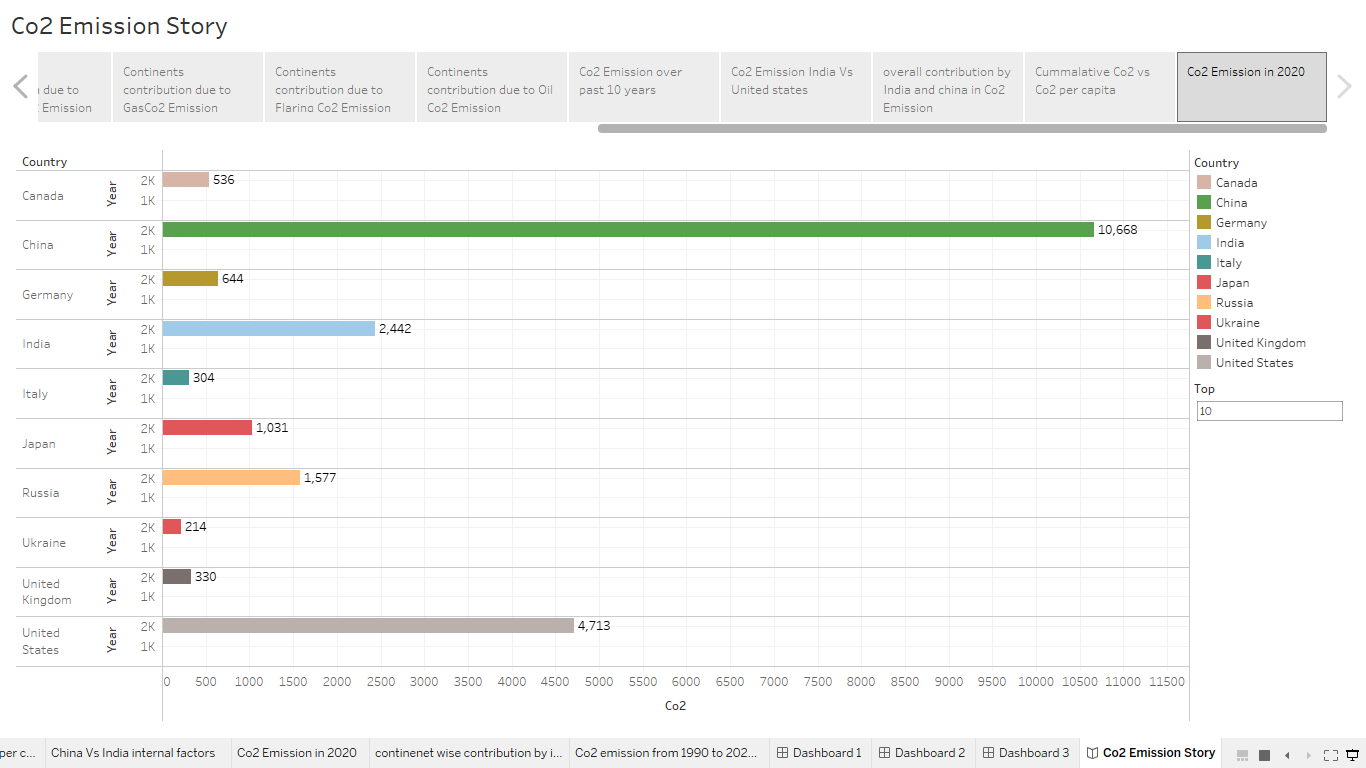 Co2 Emission Story
due to
Emission
Continents
contribution due to
GasCo2 Emission
Continents
contribution due to
Flaring Co2 Emission
Continents
contribution due to Oil
Co2 Emission
Co2 Emission over
past 10 years
Co2 Emission India Vs
United states
overall contribution by
India and china in Co2
Emission
Cummalative Co2 vs
Co2 per capita
Co2 Emission in 2020
Country
Canada
Year
2K
1K
536
China
Year
2K
1K
10,668
Germany
Year
2K
1K
644
India
Year
2K
1K
2,442
Italy
Year
2K
1K
304
Japan
Year
2K
1K
1,031
Russia
Year
2K
1K
1,577
Ukraine
Year
2K
1K
214
United
Kingdom
Year
2K
1K
330
United
States
Year
2K
1K
4,713
0 500 1000 1500 2000 2500 3000 3500 4000 4500 5000 5500 6000 6500 7000 7500 8000 8500 9000 9500 10000 10500 11000 11500
Co2
Country
Canada
China
Germany
India
Italy
Japan
Russia
Ukraine
United Kingdom
United States
Top
10
per c... China Vs India internal factors Co2 Emission in 2020 continenet wise contribution by i... Co2 emission from 1990 to 202... Dashboard 1 Dashboard 2 Dashboard 3 Co2 Emission Story